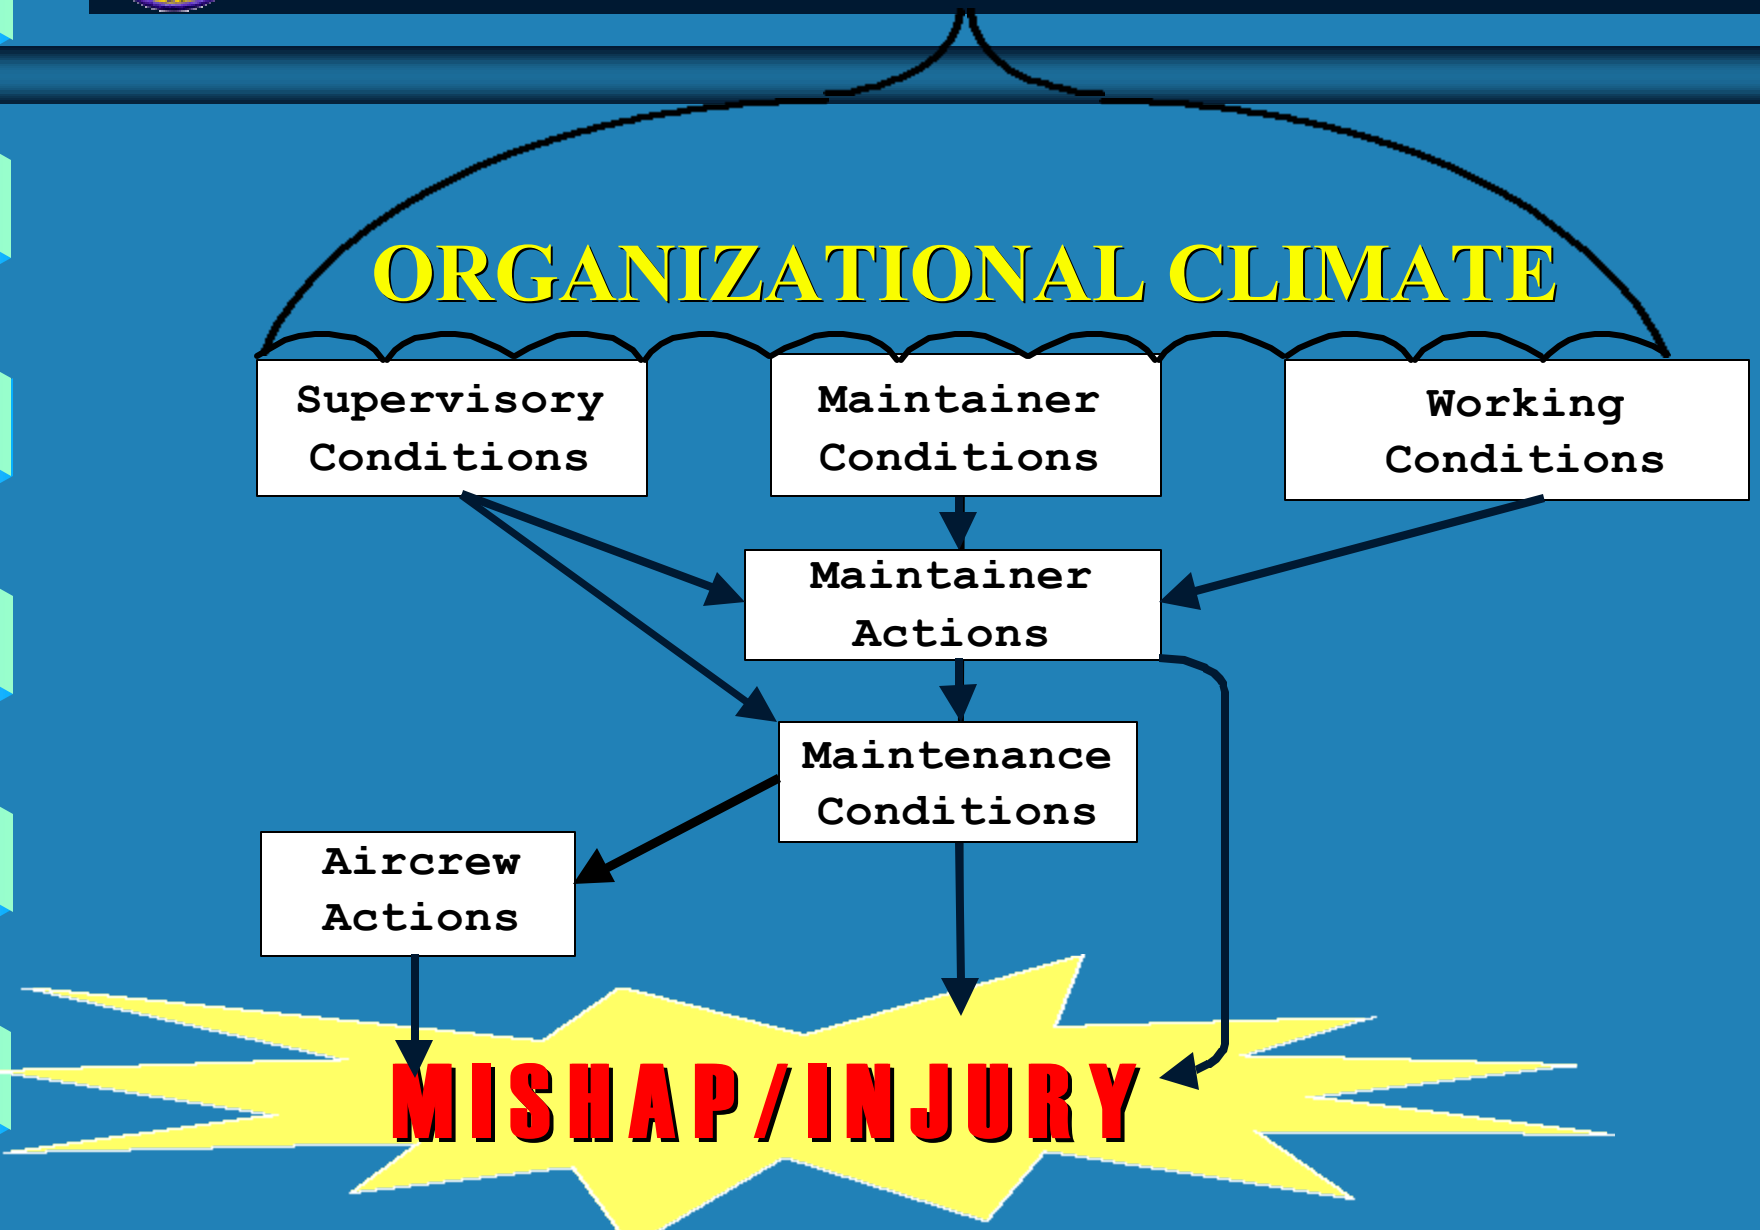 ORGANIZATIONAL CLIMATE
Supervisory
Conditions
Maintainer
Conditions
Working
Conditions
Maintainer
Actions
Maintenance
Conditions
Aircrew
Actions
MISHAP/INJURY